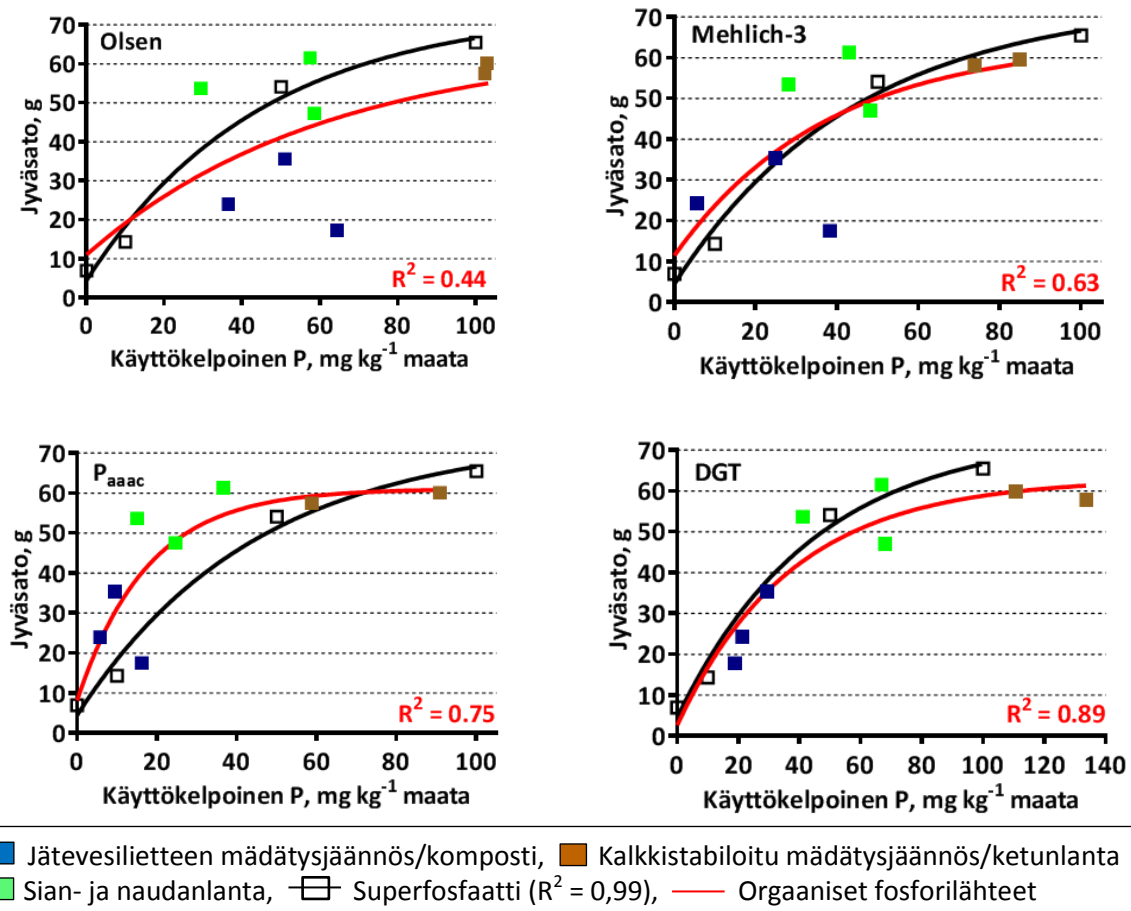 Olsen
Jyväsato, g
70
60
50
40
30
20
10
0
0 20 40 60 80 100
R² = 0.44
Käyttökelpoinen P, mg kg⁻¹ maata
Mehlich-3
Jyväsato, g
70
60
50
40
30
20
10
0
0 20 40 60 80 100
R² = 0.63
Käyttökelpoinen P, mg kg⁻¹ maata
Paaac
Jyväsato, g
70
60
50
40
30
20
10
0
0 20 40 60 80 100
R² = 0.75
Käyttökelpoinen P, mg kg⁻¹ maata
DGT
Jyväsato, g
70
60
50
40
30
20
10
0
0 20 40 60 80 100 120 140
R² = 0.89
Käyttökelpoinen P, mg kg⁻¹ maata
Jätevesilietteen mädätysjäännös/komposti, Kalkkistabiloitu mädätysjäännös/ketunlanta
Sian- ja naudanlanta, Superfosfaatti (R² = 0,99), Orgaaniset fosforilähteet